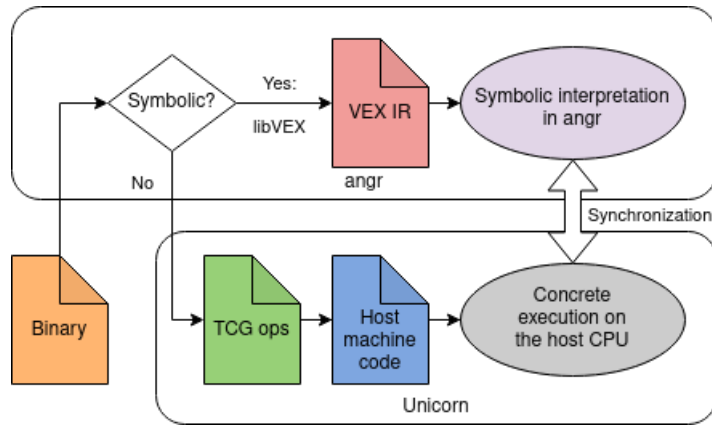 Symbolic?
Yes:
libVEX
VEX IR
Symbolic interpretation
in angr
No
angr
Synchronization
Binary
TCG ops
Host
machine
code
Concrete
execution on
the host CPU
Unicorn